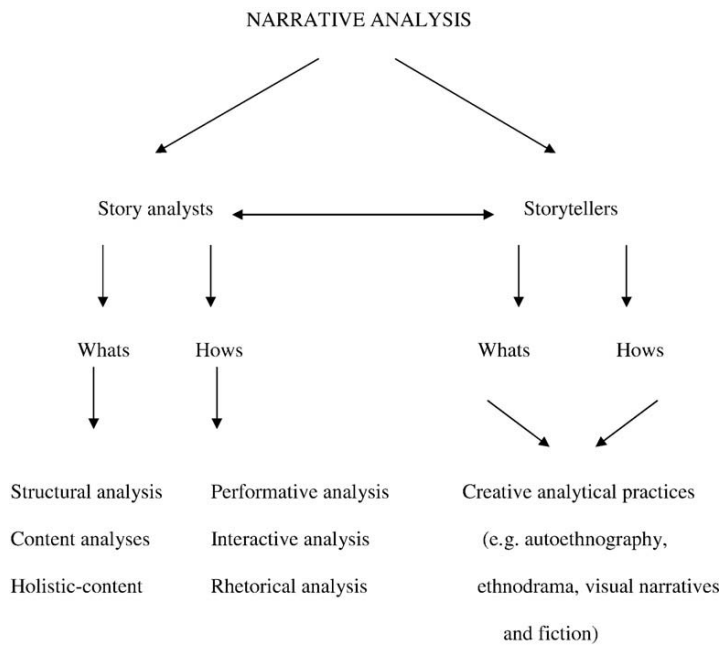 NARRATIVE ANALYSIS
Story analysts
Storytellers
Whats
Hows
Whats
Hows
Structural analysis
Content analyses
Holistic-content
Performative analysis
Interactive analysis
Rhetorical analysis
Creative analytical practices
(e.g. autoethnography,
ethnodrama, visual narratives
and fiction)